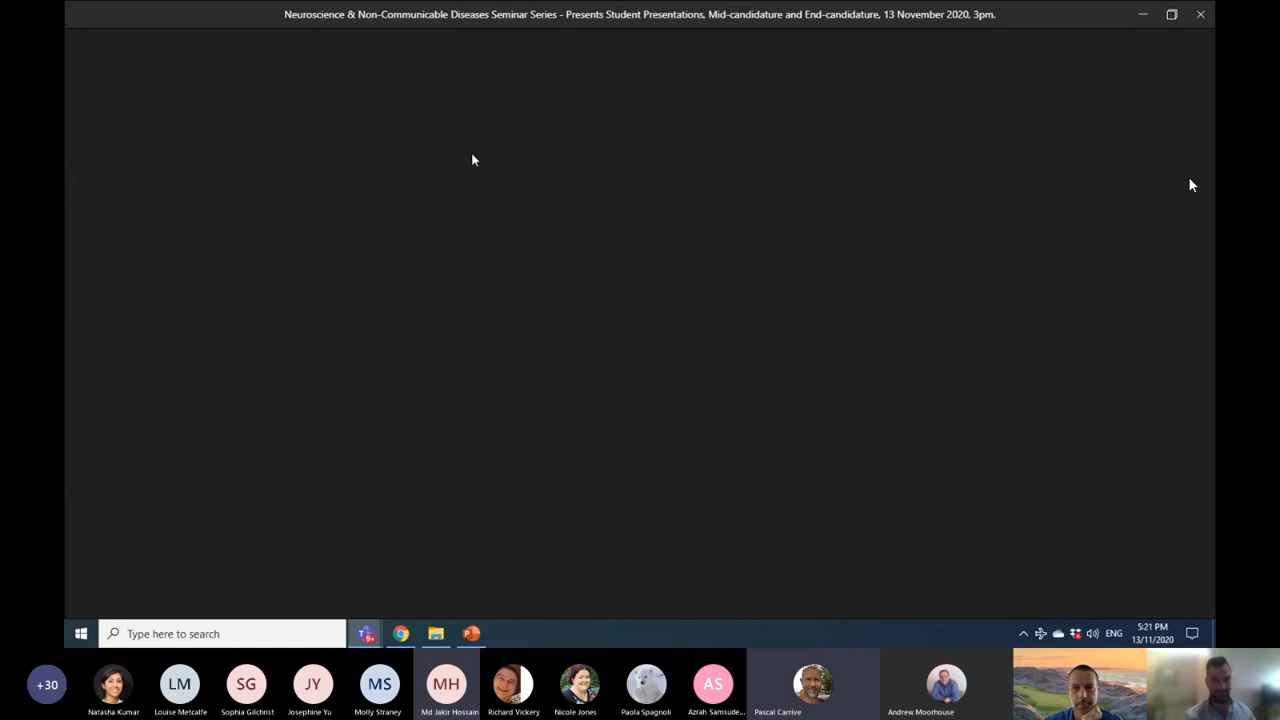 Neuroscience & Non-Communicable Diseases Seminar Series - Presents Student Presentations, Mid-candidature and End-candidature, 13 November 2020, 3pm.
Type here to search
9+
P
ENG
5:21 PM
13/11/2020
+30
LM
SG
JY
MS
MH
AS
Natasha Kumar
Louise Metcalfe
Sophia Gilchrist
Josephine Yu
Molly Straney
Md Jakir Hossain
Richard Vickery
Nicole Jones
Paola Spagnoli
Azrah Samsude...
Pascal Carrive
Andrew Moorhouse